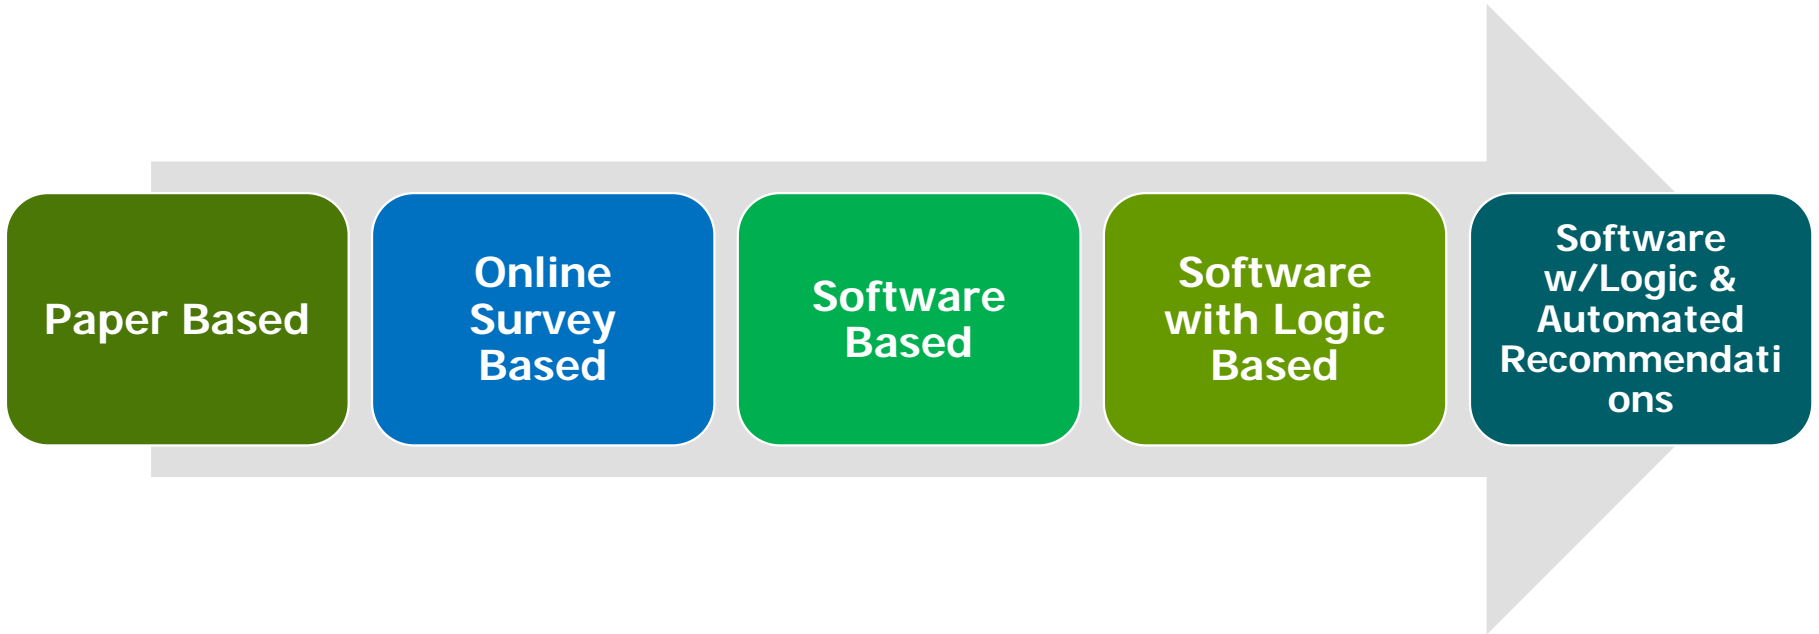 Paper Based
Online
Survey
Based
Software
Based
Software
with Logic
Based
Software
w/Logic &
Automated
Recommendati
ons